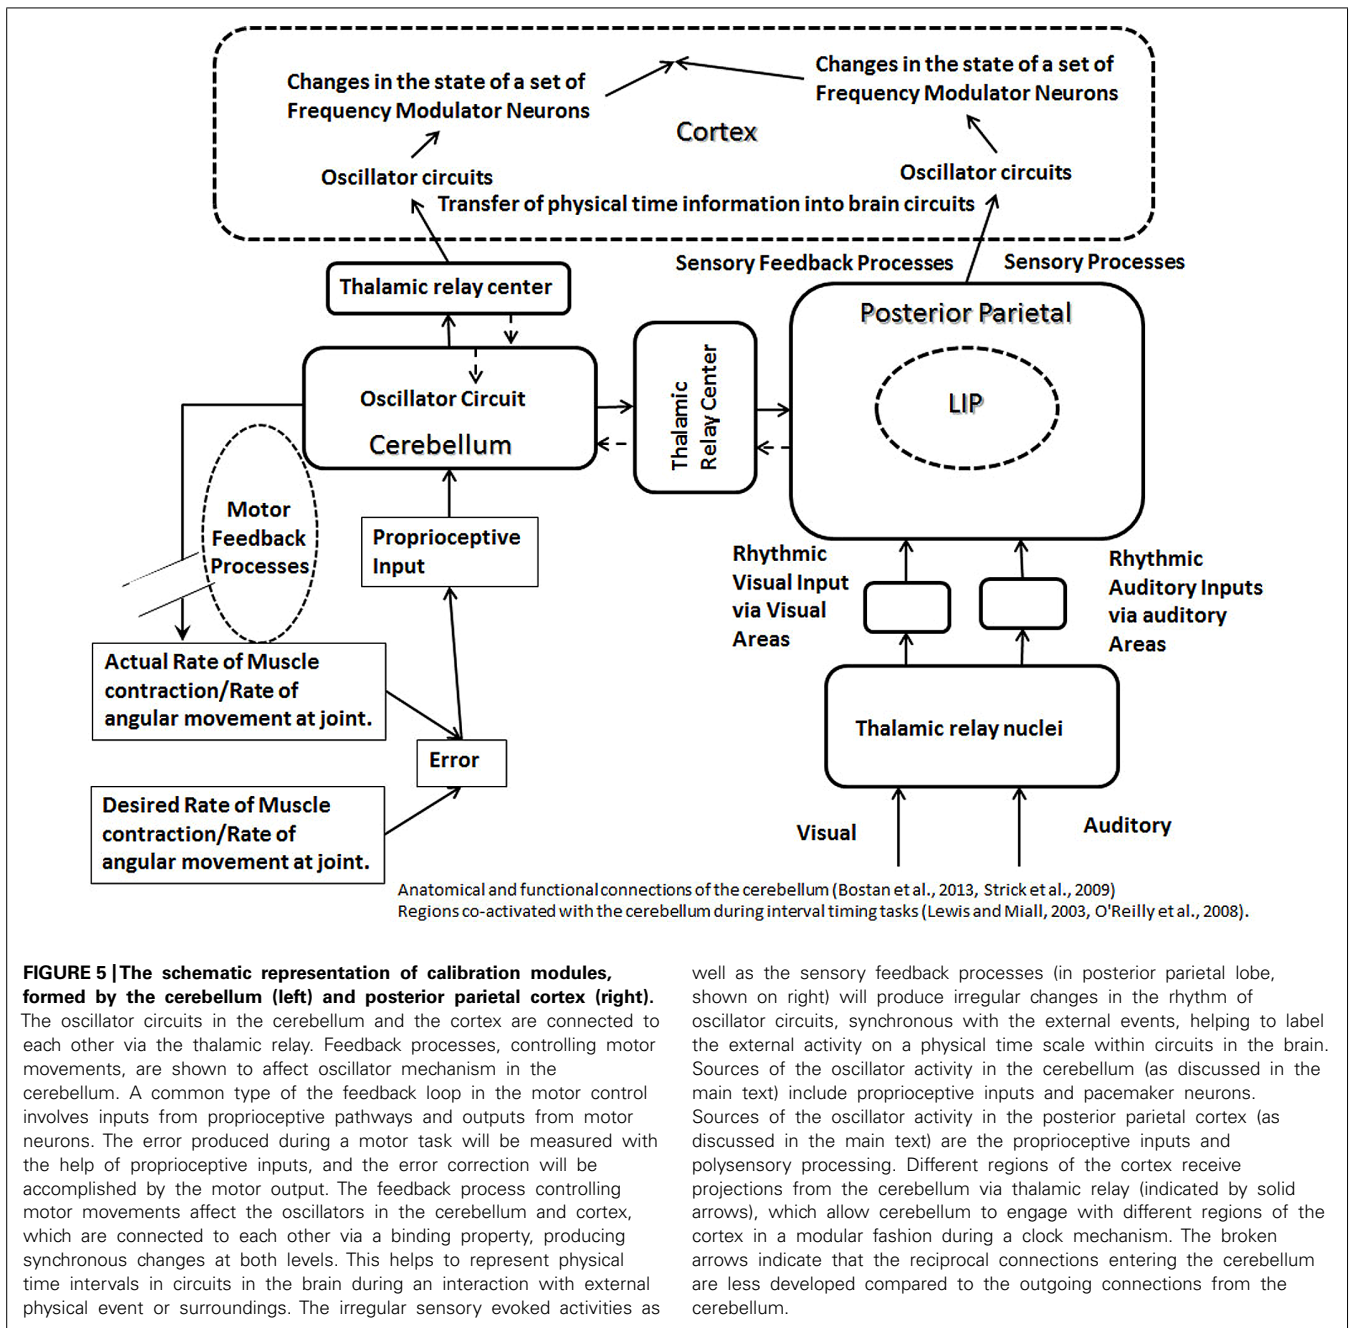 Changes in the state of a set of
Frequency Modulator Neurons
Changes in the state of a set of
Frequency Modulator Neurons
Cortex
Oscillator circuits
Oscillator circuits
Transfer of physical time information into brain circuits
Sensory Feedback Processes
Sensory Processes
Thalamic relay center
Posterior Parietal
LIP
Thalamic
Relay Center
Oscillator Circuit
Cerebellum
Motor
Feedback
Processes
Proprioceptive
Input
Rhythmic
Visual Input
via Visual
Areas
Rhythmic
Auditory Inputs
via auditory
Areas
Actual Rate of Muscle
contraction/Rate of
angular movement at joint.
Error
Thalamic relay nuclei
Desired Rate of Muscle
contraction/Rate of
angular movement at joint.
Visual
Auditory
Anatomical and functional connections of the cerebellum (Bostan et al., 2013, Strick et al., 2009)
Regions co-activated with the cerebellum during interval timing tasks (Lewis and Miall, 2003, O'Reilly et al., 2008).
FIGURE 5 | The schematic representation of calibration modules,
formed by the cerebellum (left) and posterior parietal cortex (right).
The oscillator circuits in the cerebellum and the cortex are connected to
each other via the thalamic relay. Feedback processes, controlling motor
movements, are shown to affect oscillator mechanism in the
cerebellum. A common type of the feedback loop in the motor control
involves inputs from proprioceptive pathways and outputs from motor
neurons. The error produced during a motor task will be measured with
the help of proprioceptive inputs, and the error correction will be
accomplished by the motor output. The feedback process controlling
motor movements affect the oscillators in the cerebellum and cortex,
which are connected to each other via a binding property, producing
synchronous changes at both levels. This helps to represent physical
time intervals in circuits in the brain during an interaction with external
physical event or surroundings. The irregular sensory evoked activities as
well as the sensory feedback processes (in posterior parietal lobe,
shown on right) will produce irregular changes in the rhythm of
oscillator circuits, synchronous with the external events, helping to label
the external activity on a physical time scale within circuits in the brain.
Sources of the oscillator activity in the cerebellum (as discussed in the
main text) include proprioceptive inputs and pacemaker neurons.
Sources of the oscillator activity in the posterior parietal cortex (as
discussed in the main text) are the proprioceptive inputs and
polysensory processing. Different regions of the cortex receive
projections from the cerebellum via thalamic relay (indicated by solid
arrows), which allow cerebellum to engage with different regions of the
cortex in a modular fashion during a clock mechanism. The broken
arrows indicate that the reciprocal connections entering the cerebellum
are less developed compared to the outgoing connections from the
cerebellum.